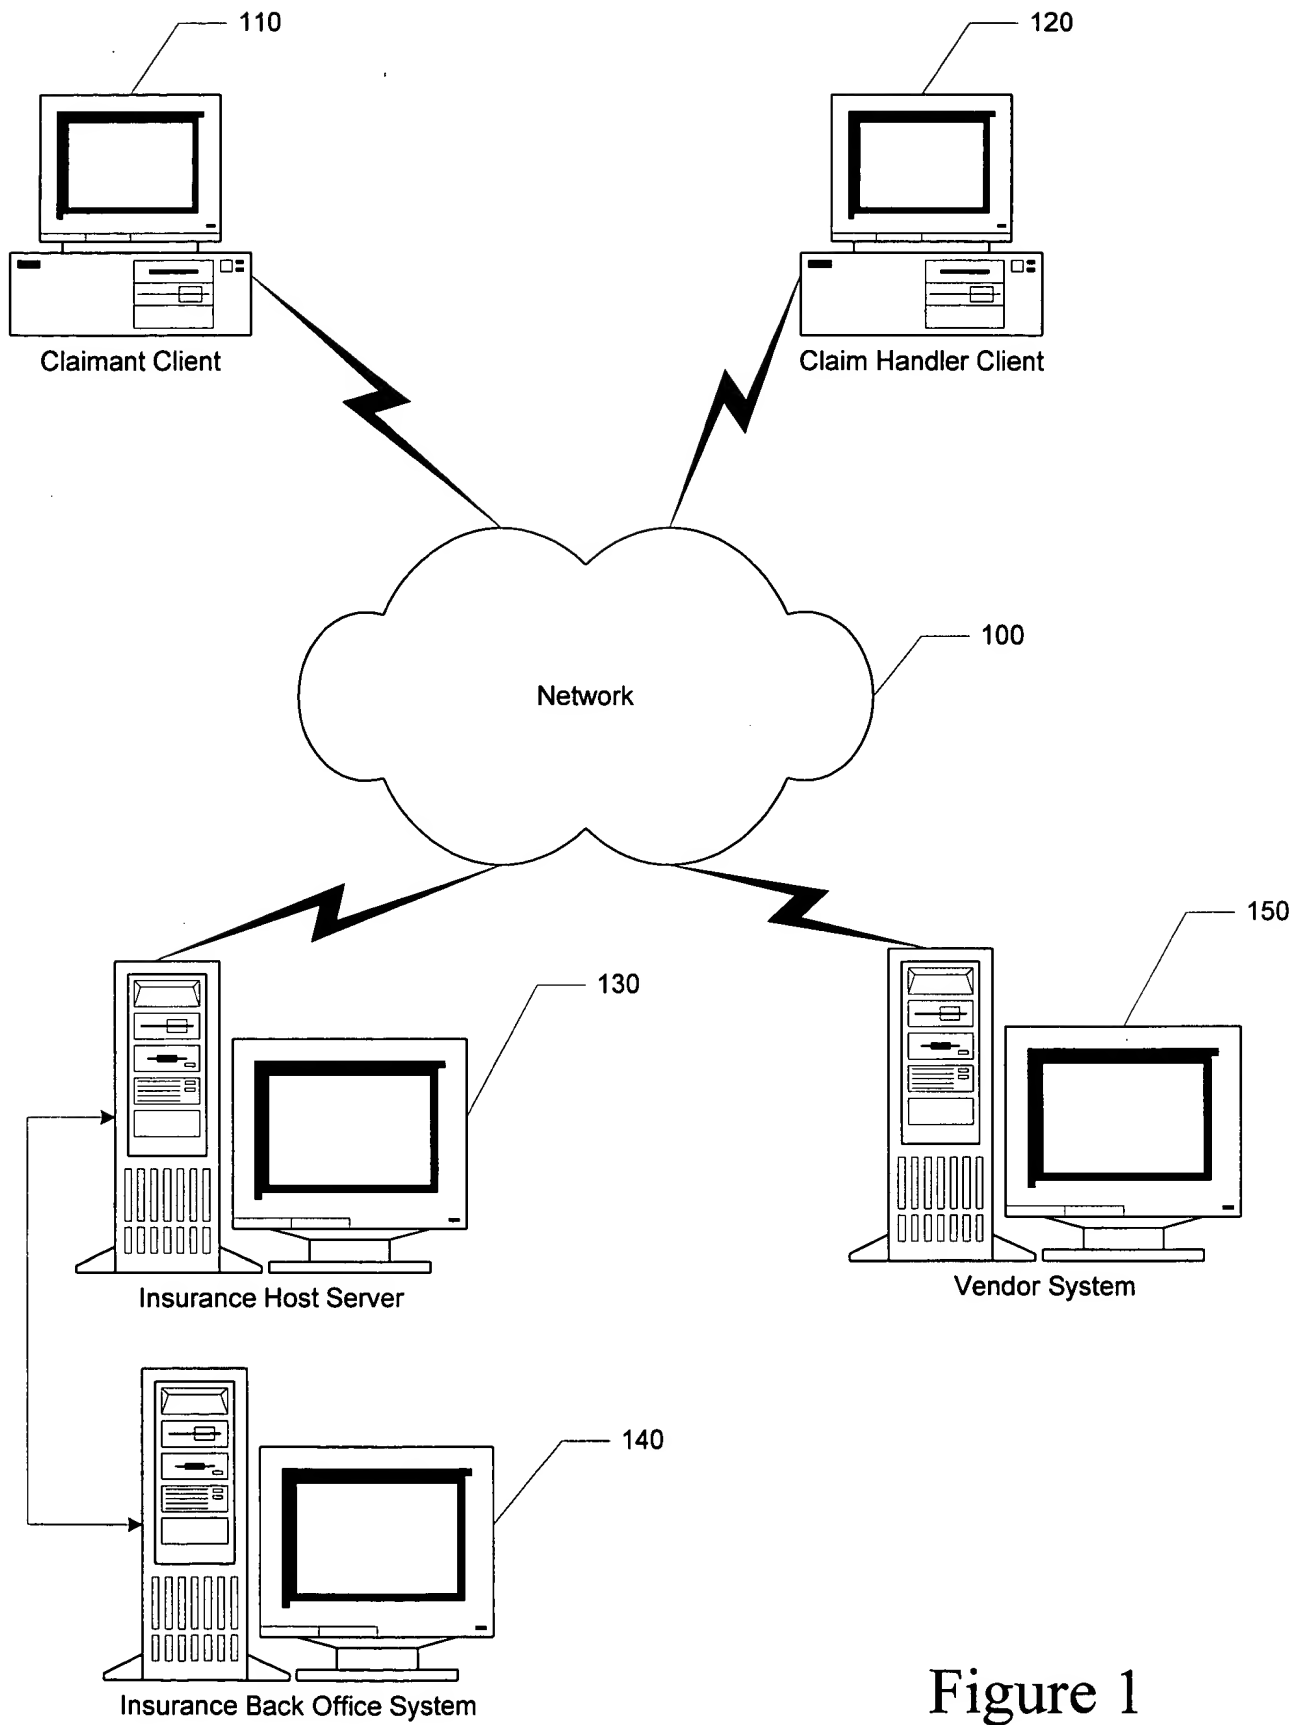 110
120
Claimant Client
Claim Handler Client
100
Network
150
130
Insurance Host Server
Vendor System
140
Insurance Back Office System
Figure 1